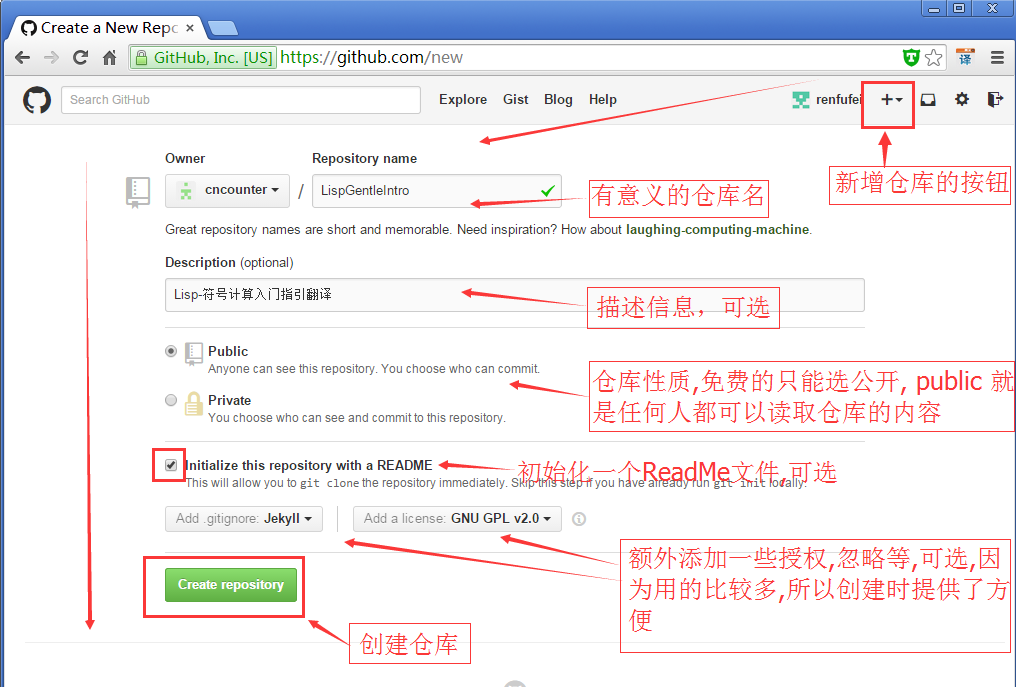 Create a New Repo
GitHub, Inc. [US] https://github.com/new
译
Search GitHub
Explore Gist Blog Help
renfufei
新增仓库的按钮
Owner Repository name
cncounter / LispGentleIntro
有意义的仓库名
Great repository names are short and memorable. Need inspiration? How about laughing-computing-machine.
Description (optional)
Lisp-符号计算入门指引翻译
描述信息，可选
Public
Anyone can see this repository. You choose who can commit.
仓库性质,免费的只能选公开, public 就
是任何人都可以读取仓库的内容
Private
You choose who can see and commit to this repository.
Initialize this repository with a README
初始化一个ReadMe文件,可选
This will allow you to git clone the repository immediately. Skip this step if you have already run git init locally.
Add .gitignore: Jekyll Add a license: GNU GPL v2.0
额外添加一些授权,忽略等,可选,因
为用的比较多,所以创建时提供了方
便
Create repository
创建仓库